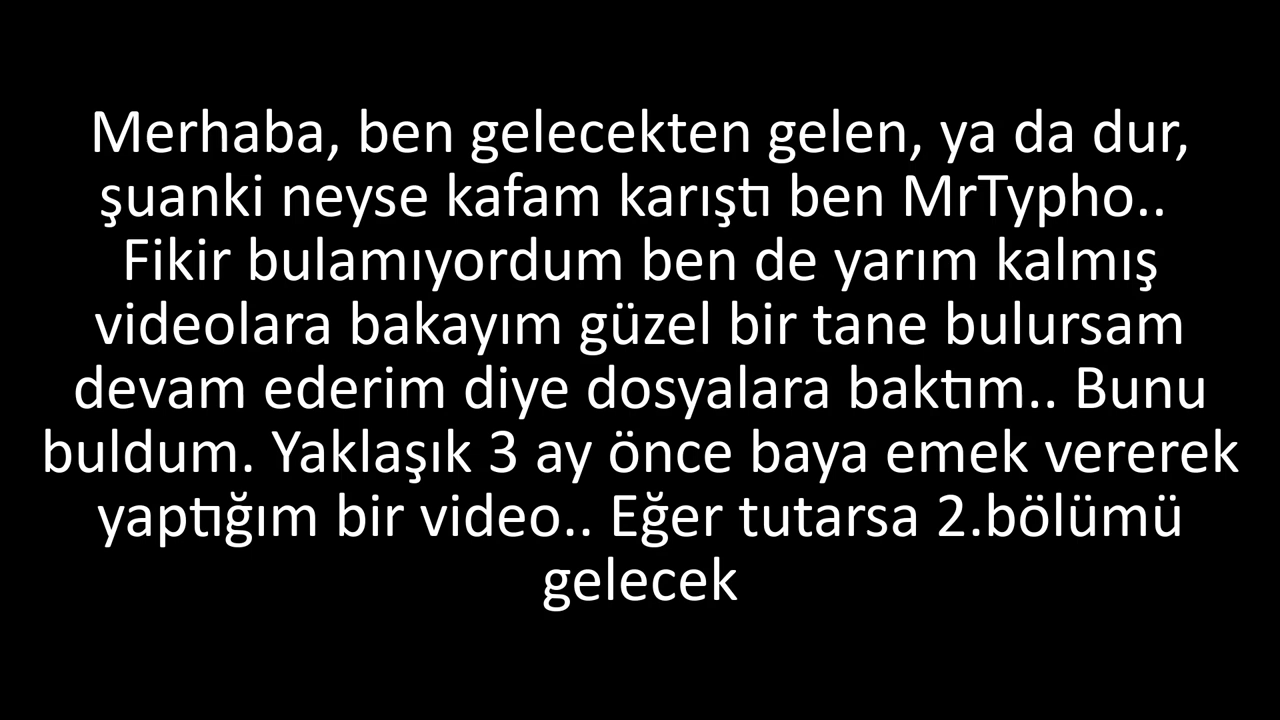 Merhaba, ben gelecekten gelen, ya da dur,
şuanki neyse kafam karıştı ben MrTypho..
Fikir bulamıyordum ben de yarım kalmış
videolara bakayım güzel bir tane bulursam
devam ederim diye dosyalara baktım.. Bunu
buldum. Yaklaşık 3 ay önce baya emek vererek
yaptığım bir video.. Eğer tutarsa 2.bölümü
gelecek